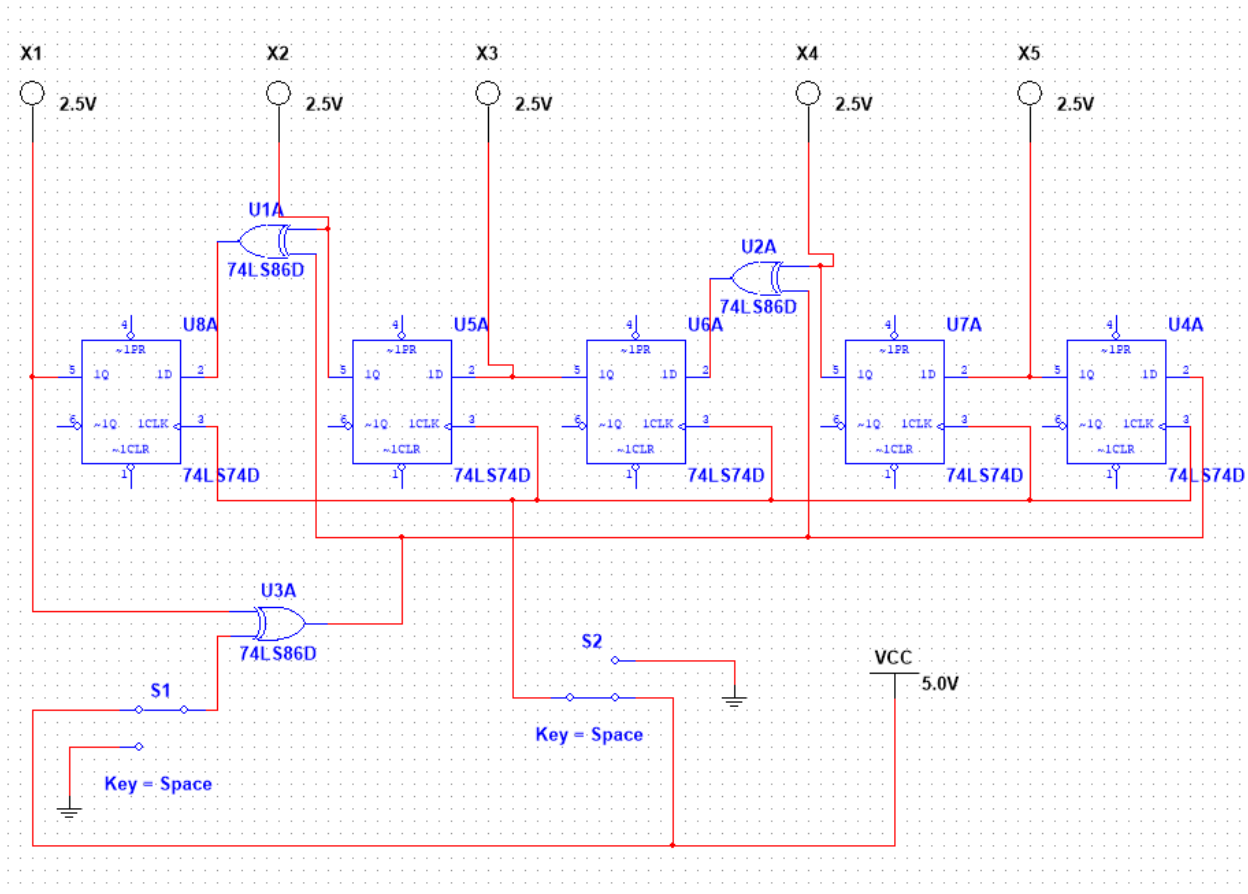 X1
X2
X3
X4
X5
2.5V
2.5V
2.5V
2.5V
2.5V
U1A
74LS86D
U2A
74LS86D
U8A
4
~1PR
5
1Q
1D
2
6
~1Q
1CLK
3
~1CLR
1
74LS74D
U5A
4
~1PR
5
1Q
1D
2
6
~1Q
1CLK
3
~1CLR
1
74LS74D
U6A
4
~1PR
5
1Q
1D
2
6
~1Q
1CLK
3
~1CLR
1
74LS74D
U7A
4
~1PR
5
1Q
1D
2
6
~1Q
1CLK
3
~1CLR
1
74LS74D
U4A
4
~1PR
5
1Q
1D
2
6
~1Q
1CLK
3
~1CLR
1
74LS74D
U3A
74LS86D
S1
Key = Space
S2
Key = Space
VCC
5.0V